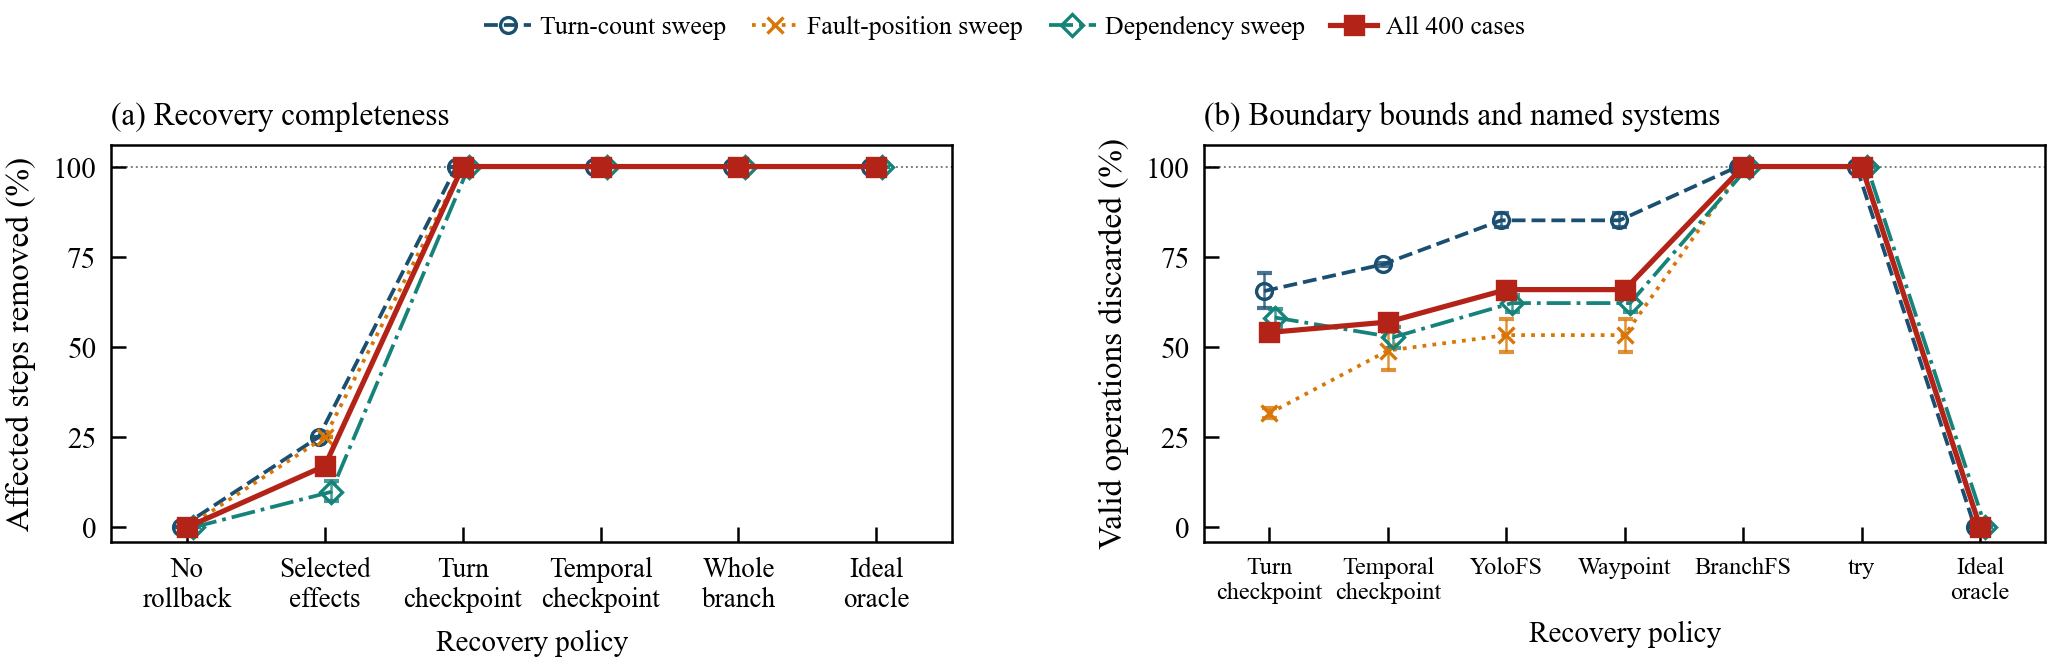 Turn-count sweep
Fault-position sweep
Dependency sweep
All 400 cases
(a) Recovery completeness
Affected steps removed (%)
100
75
50
25
0
No
rollback
Selected
effects
Turn
checkpoint
Temporal
checkpoint
Whole
branch
Ideal
oracle
Recovery policy
(b) Boundary bounds and named systems
Valid operations discarded (%)
100
75
50
25
0
Turn
checkpoint
Temporal
checkpoint
YoloFS
Waypoint
BranchFS
try
Ideal
oracle
Recovery policy